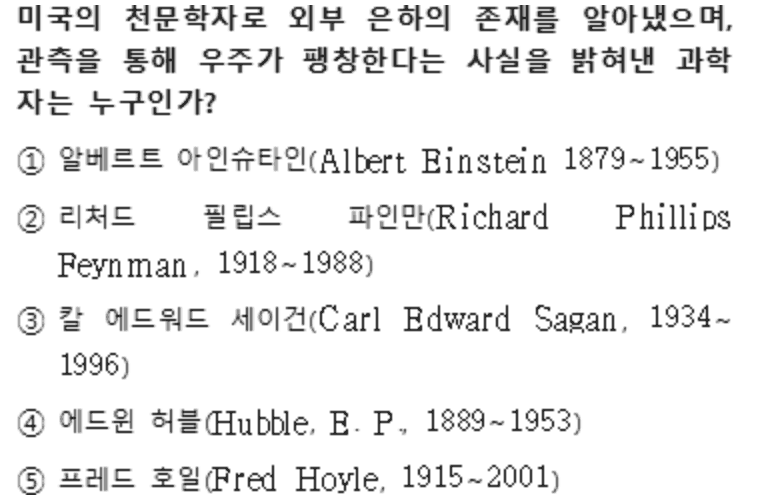 미국의 천문학자로 외부 은하의 존재를 알아냈으며,
관측을 통해 우주가 팽창한다는 사실을 밝혀낸 과학
자는 누구인가?
① 알베르트 아인슈타인(Albert Einstein 1879~1955)
② 리처드 필립스 파인만(Richard Phillips
Feynman, 1918~1988)
③ 칼 에드워드 세이건(Carl Edward Sagan, 1934~
1996)
④ 에드윈 허블(Hubble, E. P., 1889~1953)
⑤ 프레드 호일(Fred Hoyle, 1915~2001)